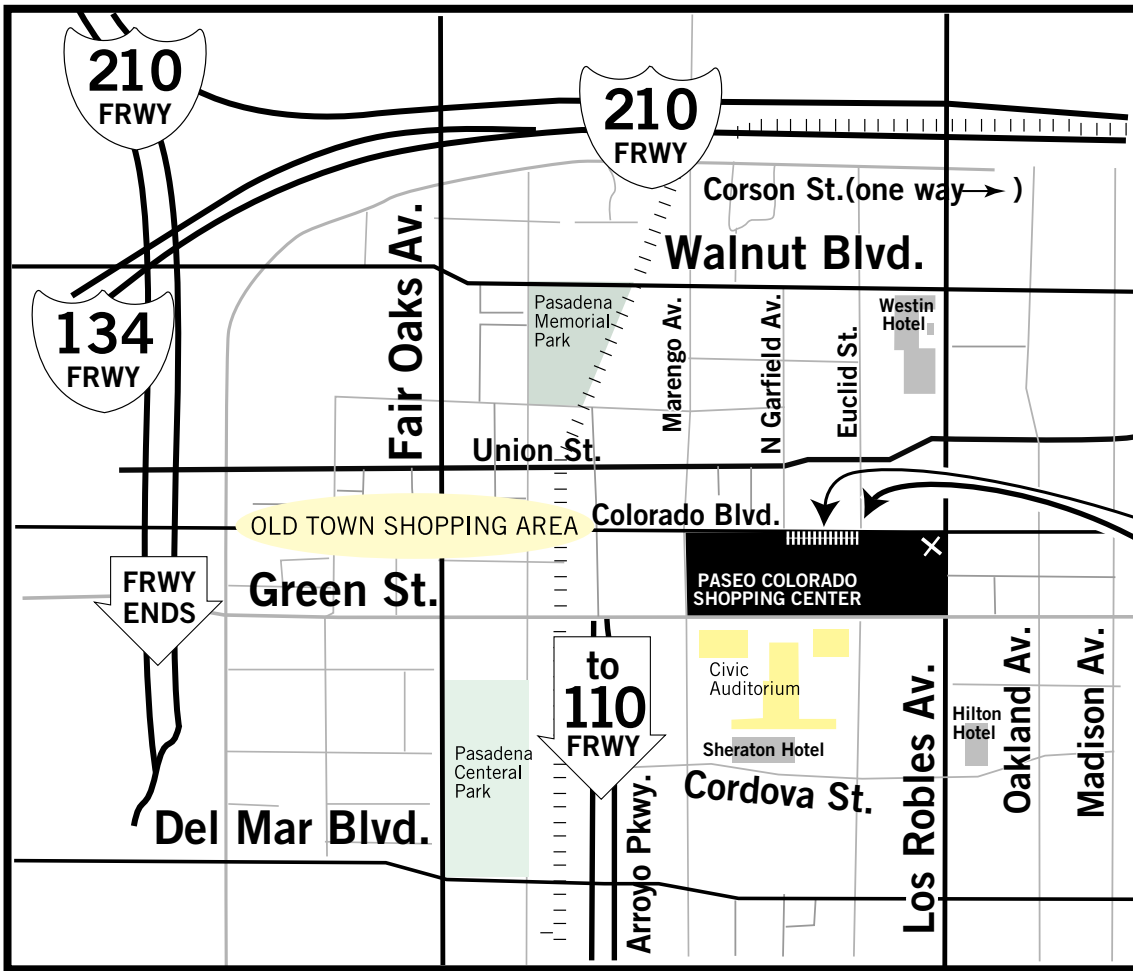 210
FRWY
210
FRWY
Corson St.(one way → )
Walnut Blvd.
Fair Oaks Av.
134
FRWY
Pasadena
Memorial
Park
Marengo Av.
N Garfield Av.
Euclid St.
Westin
Hotel
Union St.
OLD TOWN SHOPPING AREA
Colorado Blvd.
FRWY
ENDS
Green St.
PASEO COLORADO
SHOPPING CENTER
to
110
FRWY
Civic
Auditorium
Sheraton Hotel
Los Robles Av.
Hilton
Hotel
Oakland Av.
Madison Av.
Pasadena
Centeral
Park
Cordova St.
Del Mar Blvd.
Arroyo Pkwy.